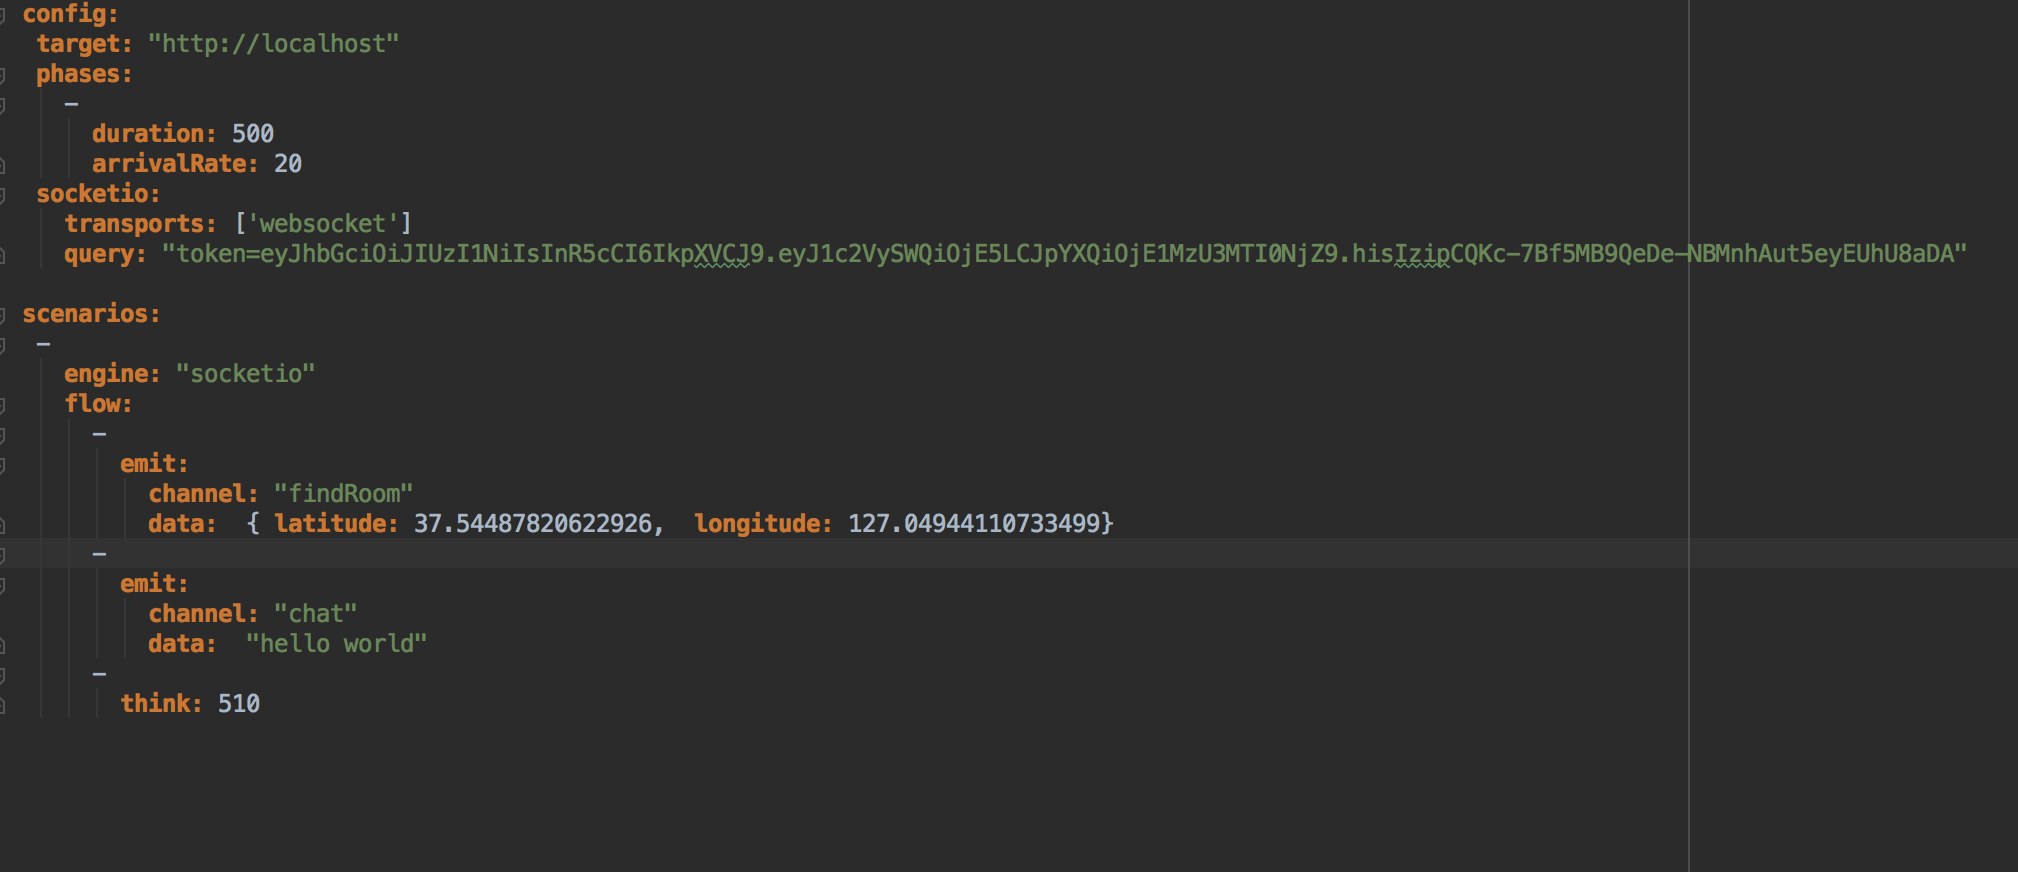 config:
target: "http://localhost"
phases:
-
duration: 500
arrivalRate: 20
socketio:
transports: ['websocket']
query: "token=eyJhbGciOiJIUzI1NiIsInR5cCI6IkpXVCJ9.eyJ1c2VySWQiOjE5LCJpYXQiOjE1MzU3MTI0NjZ9.hisIzipCQKc-7Bf5MB9QeDe-NBMnhAut5eyEUhU8aDA"
scenarios:
-
engine: "socketio"
flow:
-
emit:
channel: "findRoom"
data: { latitude: 37.54487820622926, longitude: 127.04944110733499}
-
emit:
channel: "chat"
data: "hello world"
-
think: 510